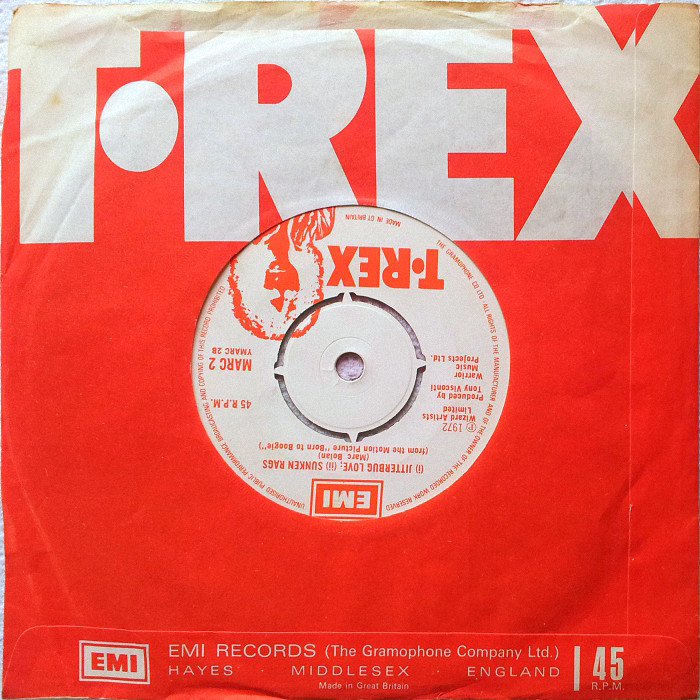 T·REX
MADE IN GT BRITAIN
THE GRAMOPHONE CO LTD · ALL RIGHTS OF THE MANUFACTURER AND OF THE OWNER OF THE RECORDED WORK RESERVED
UNAUTHORISED PUBLIC PERFORMANCE BROADCASTING AND COPYING OF THIS RECORD PROHIBITED
EMI
(i) JITTERBUG LOVE; (ii) SUNKEN RAGS
(Marc Bolan)
(from the Motion Picture "Born to Boogie")
℗ 1972
Wizard Artists
Limited
Produced by
Tony Visconti
Warrior
Music
Projects Ltd.
45 R.P.M.
MARC 2
YMARC 2B
T·REX
EMI
EMI RECORDS (The Gramophone Company Ltd.)
HAYES · MIDDLESEX · ENGLAND
Made in Great Britain
45
R.P.M.